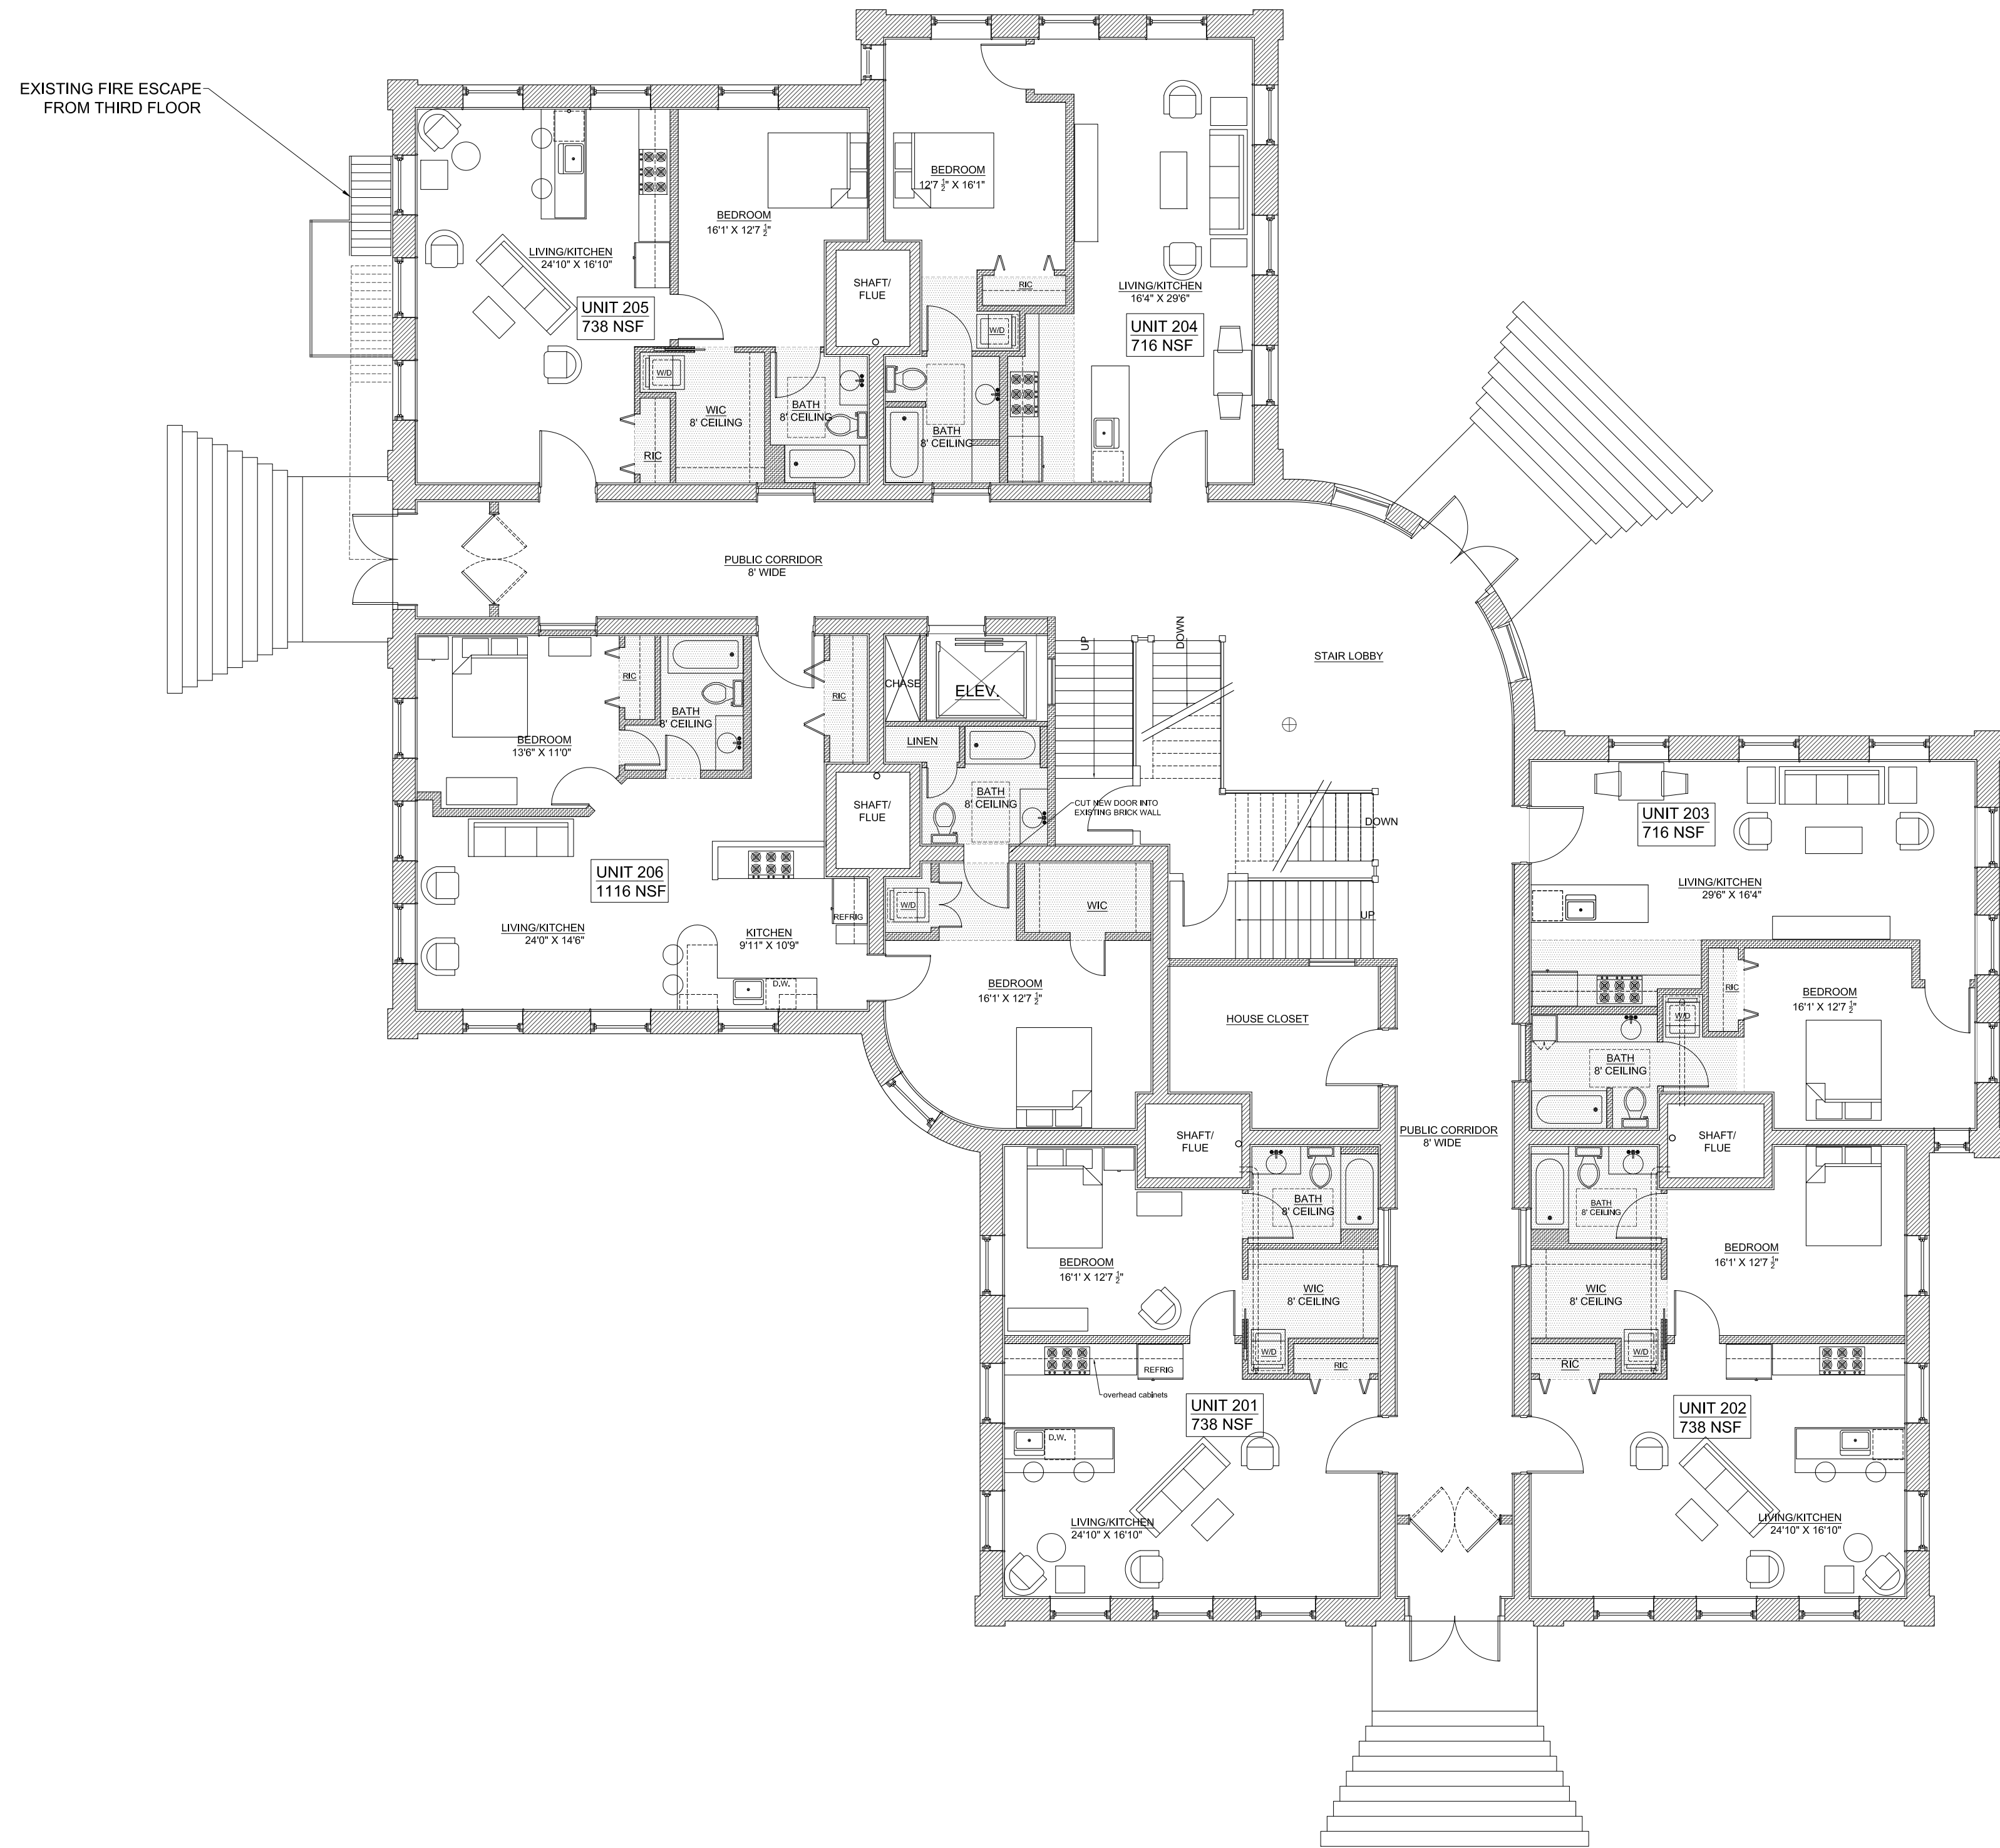 EXISTING FIRE ESCAPE
FROM THIRD FLOOR
BEDROOM
12'7 1/2" X 16'1"
BEDROOM
16'1" X 12'7 1/2"
LIVING/KITCHEN
24'10" X 16'10"
UNIT 205
738 NSF
SHAFT/
FLUE
RIC
LIVING/KITCHEN
16'4" X 29'6"
UNIT 204
716 NSF
W/D
W/D
WIC
8' CEILING
BATH
8' CEILING
BATH
8' CEILING
RIC
PUBLIC CORRIDOR
8' WIDE
UP
DOWN
STAIR LOBBY
RIC
BATH
8' CEILING
RIC
CHASE
ELEV.
BEDROOM
13'6" X 11'0"
LINEN
SHAFT/
FLUE
BATH
8' CEILING
CUT NEW DOOR INTO
EXISTING BRICK WALL
DOWN
UNIT 203
716 NSF
UNIT 206
1116 NSF
LIVING/KITCHEN
29'6" X 16'4"
W/D
WIC
REFRIG
UP
LIVING/KITCHEN
24'0" X 14'6"
KITCHEN
9'11" X 10'9"
D.W.
BEDROOM
16'1' X 12'7 1/2"
RIC
BEDROOM
16'1' X 12'7 1/2"
HOUSE CLOSET
W/D
BATH
8' CEILING
PUBLIC CORRIDOR
8' WIDE
SHAFT/
FLUE
SHAFT/
FLUE
BATH
8' CEILING
BATH
8' CEILING
BEDROOM
16'1' X 12'7 1/2"
BEDROOM
16'1' X 12'7 1/2"
WIC
8' CEILING
WIC
8' CEILING
W/D
RIC
RIC
W/D
REFRIG
overhead cabinets
UNIT 201
738 NSF
UNIT 202
738 NSF
D.W.
LIVING/KITCHEN
24'10" X 16'10"
LIVING/KITCHEN
24'10" X 16'10"